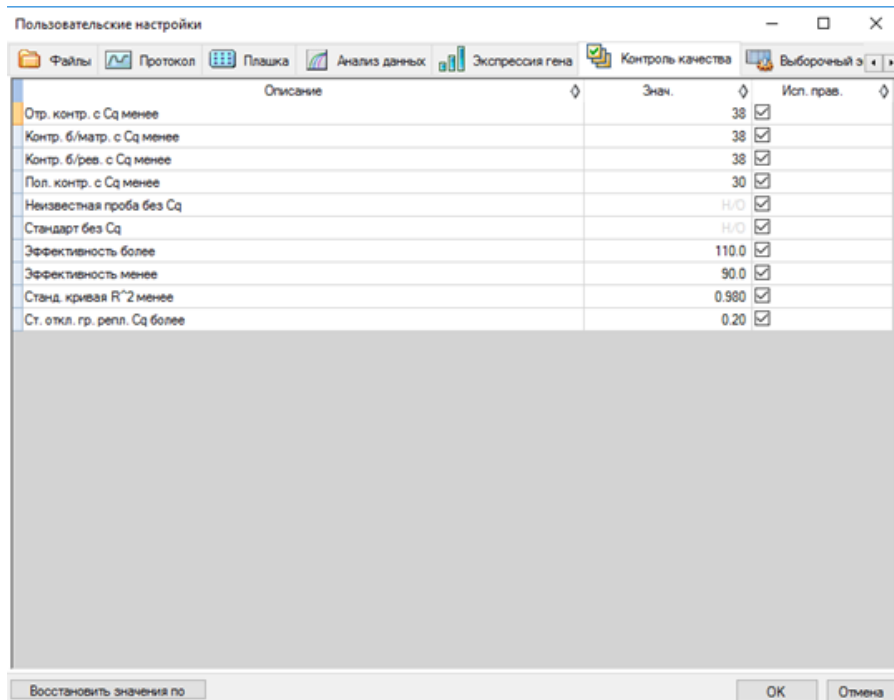 Пользовательские настройки
Файлы Протокол Плашка Анализ данных Экспрессия гена Контроль качества Выборочный э
Описание Знач. Исп. прав.
Отр. контр. с Cq менее 38
Контр. б/матр. с Cq менее 38
Контр. б/рев. с Cq менее 38
Пол. контр. с Cq менее 30
Неизвестная проба без Cq Н/О
Стандарт без Cq Н/О
Эффективность более 110.0
Эффективность менее 90.0
Станд. кривая R^2 менее 0.980
Ст. откл. гр. репл. Cq более 0.20
Восстановить значения по OK Отмена